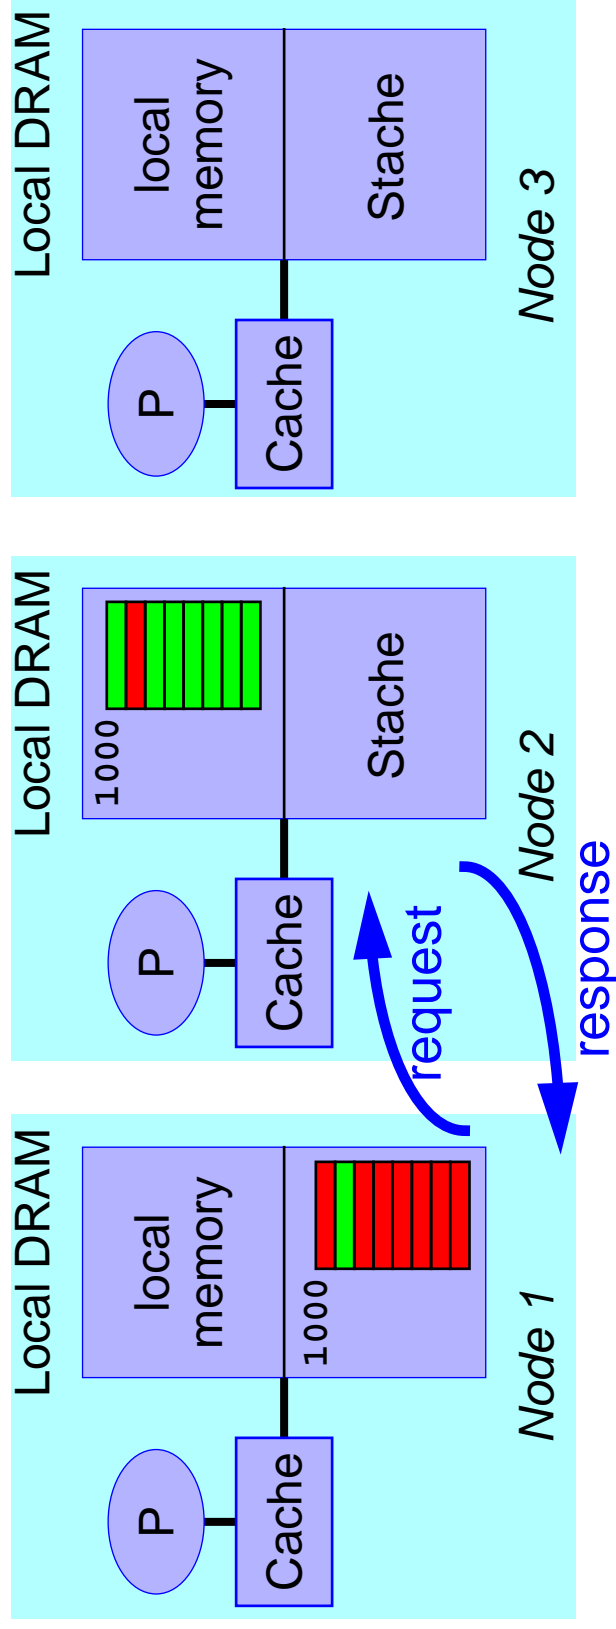 Local DRAM
P
Cache
local
memory
1000
Node 1
request
response
Local DRAM
P
Cache
1000
Stache
Node 2
Local DRAM
P
Cache
local
memory
Stache
Node 3